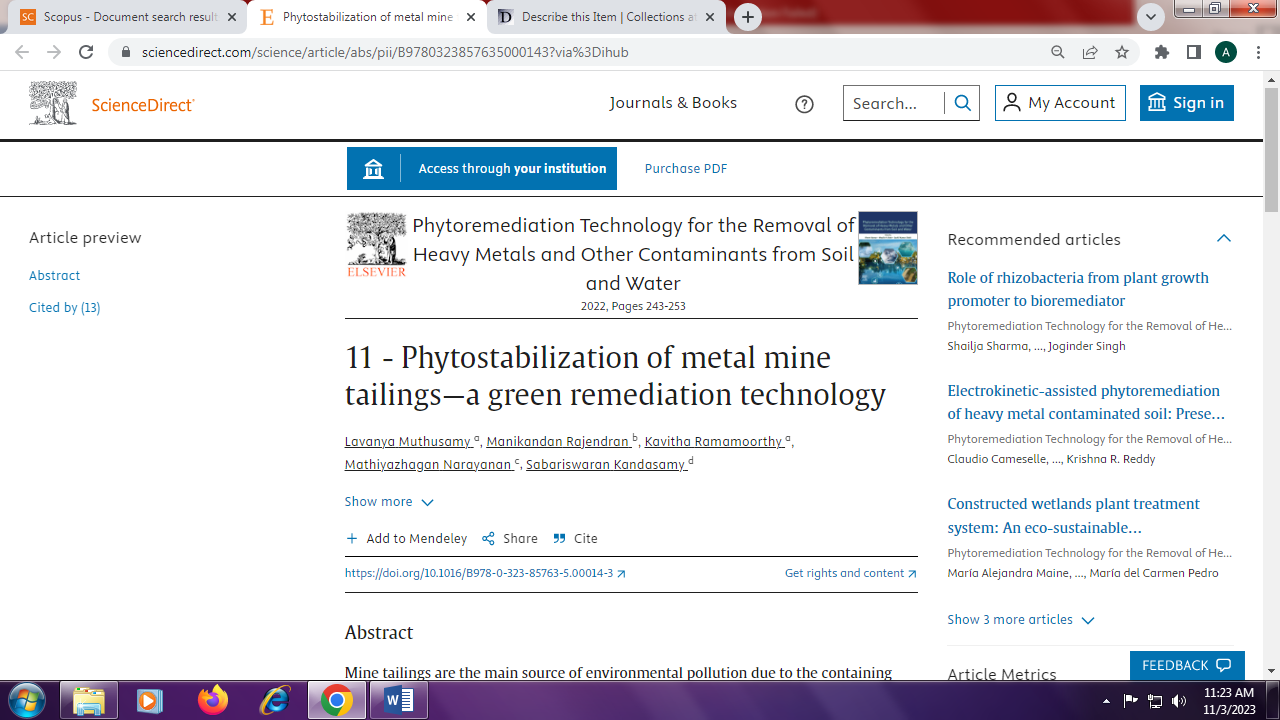 Scopus - Document search result
Phytostabilization of metal mine
Describe this Item | Collections a
sciencedirect.com/science/article/abs/pii/B9780323857635000143?via%3Dihub
A
ScienceDirect
Journals & Books
Search...
My Account
Sign in
Access through your institution
Purchase PDF
Article preview
Abstract
Cited by (13)
ELSEVIER
Phytoremediation Technology for the Removal of
Heavy Metals and Other Contaminants from Soil
and Water
2022, Pages 243-253
11 - Phytostabilization of metal mine
tailings—a green remediation technology
Lavanya Muthusamy a, Manikandan Rajendran b, Kavitha Ramamoorthy a,
Mathiyazhagan Narayanan c, Sabariswaran Kandasamy d
Show more
Add to Mendeley Share Cite
https://doi.org/10.1016/B978-0-323-85763-5.00014-3
Get rights and content
Abstract
Mine tailings are the main source of environmental pollution due to the containing
Recommended articles
Role of rhizobacteria from plant growth
promoter to bioremediator
Phytoremediation Technology for the Removal of He...
Shailja Sharma, ..., Joginder Singh
Electrokinetic-assisted phytoremediation
of heavy metal contaminated soil: Prese...
Phytoremediation Technology for the Removal of He...
Claudio Cameselle, ..., Krishna R. Reddy
Constructed wetlands plant treatment
system: An eco-sustainable...
Phytoremediation Technology for the Removal of He...
María Alejandra Maine, ..., María del Carmen Pedro
Show 3 more articles
Article Metrics
FEEDBACK
11:23 AM
11/3/2023